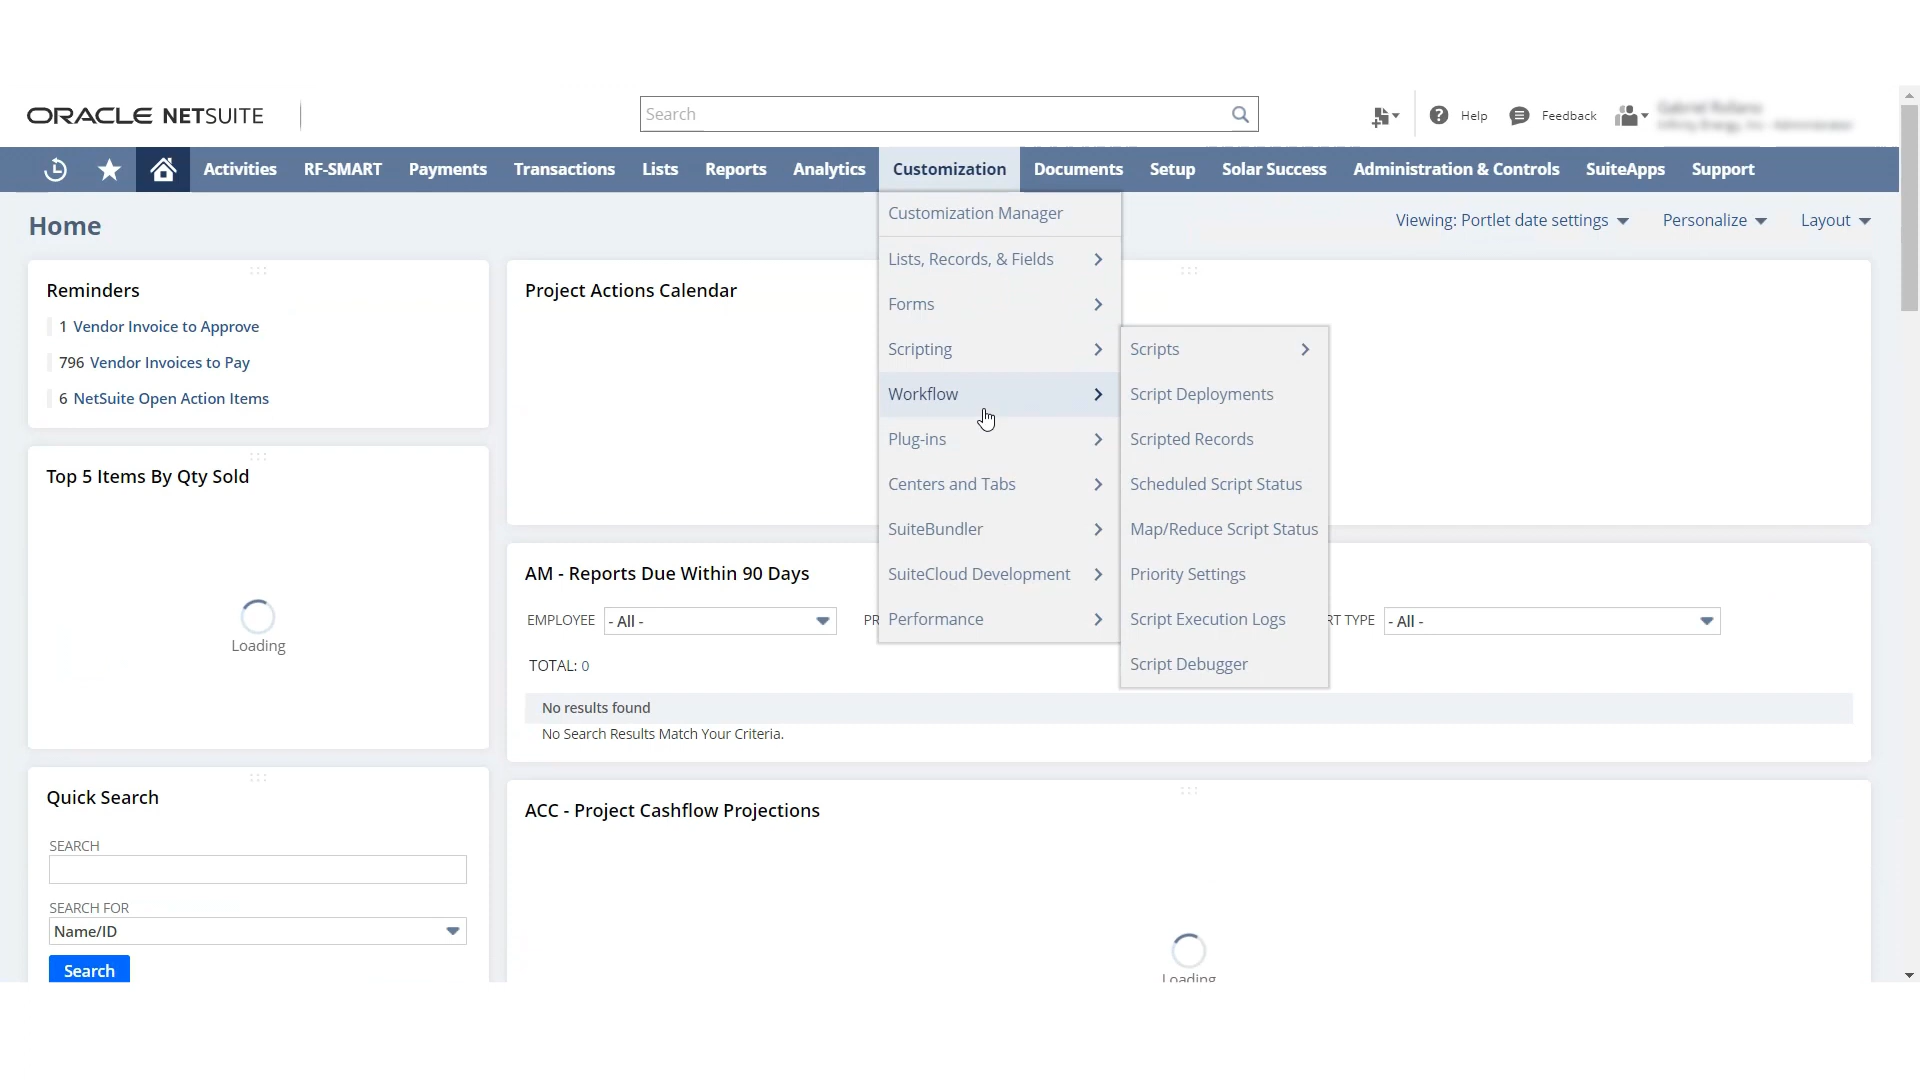 ORACLE NETSUITE
Search
Help
Feedback
Activities RF-SMART Payments Transactions Lists Reports Analytics Customization Documents Setup Solar Success Administration & Controls SuiteApps Support
Home
Viewing: Portlet date settings
Personalize
Layout
Customization Manager
Lists, Records, & Fields
Forms
Scripting
Workflow
Plug-ins
Centers and Tabs
SuiteBundler
SuiteCloud Development
Performance
Scripts
Script Deployments
Scripted Records
Scheduled Script Status
Map/Reduce Script Status
Priority Settings
Script Execution Logs
Script Debugger
Reminders
1 Vendor Invoice to Approve
796 Vendor Invoices to Pay
6 NetSuite Open Action Items
Top 5 Items By Qty Sold
Loading
Quick Search
SEARCH
SEARCH FOR
Name/ID
Search
Project Actions Calendar
AM - Reports Due Within 90 Days
EMPLOYEE - All - PR RT TYPE - All -
TOTAL: 0
No results found
No Search Results Match Your Criteria.
ACC - Project Cashflow Projections
Loading